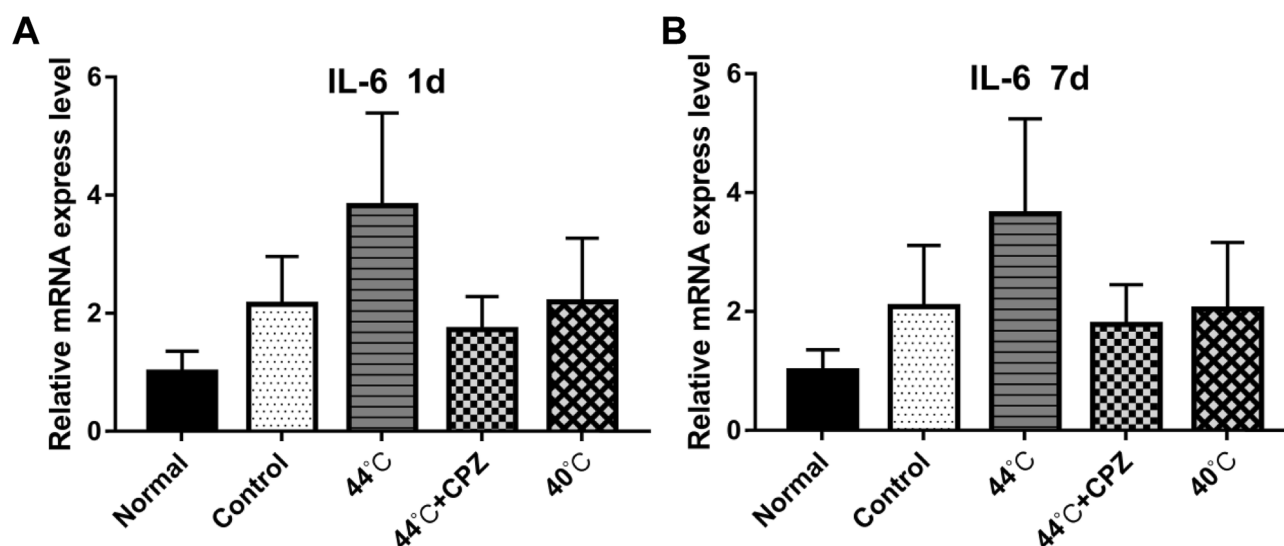 A
IL-6 1d
Relative mRNA express level
6
4
2
0
Normal
Control
44℃
44℃+CPZ
40℃
B
IL-6 7d
Relative mRNA express level
6
4
2
0
Normal
Control
44℃
44℃+CPZ
40℃